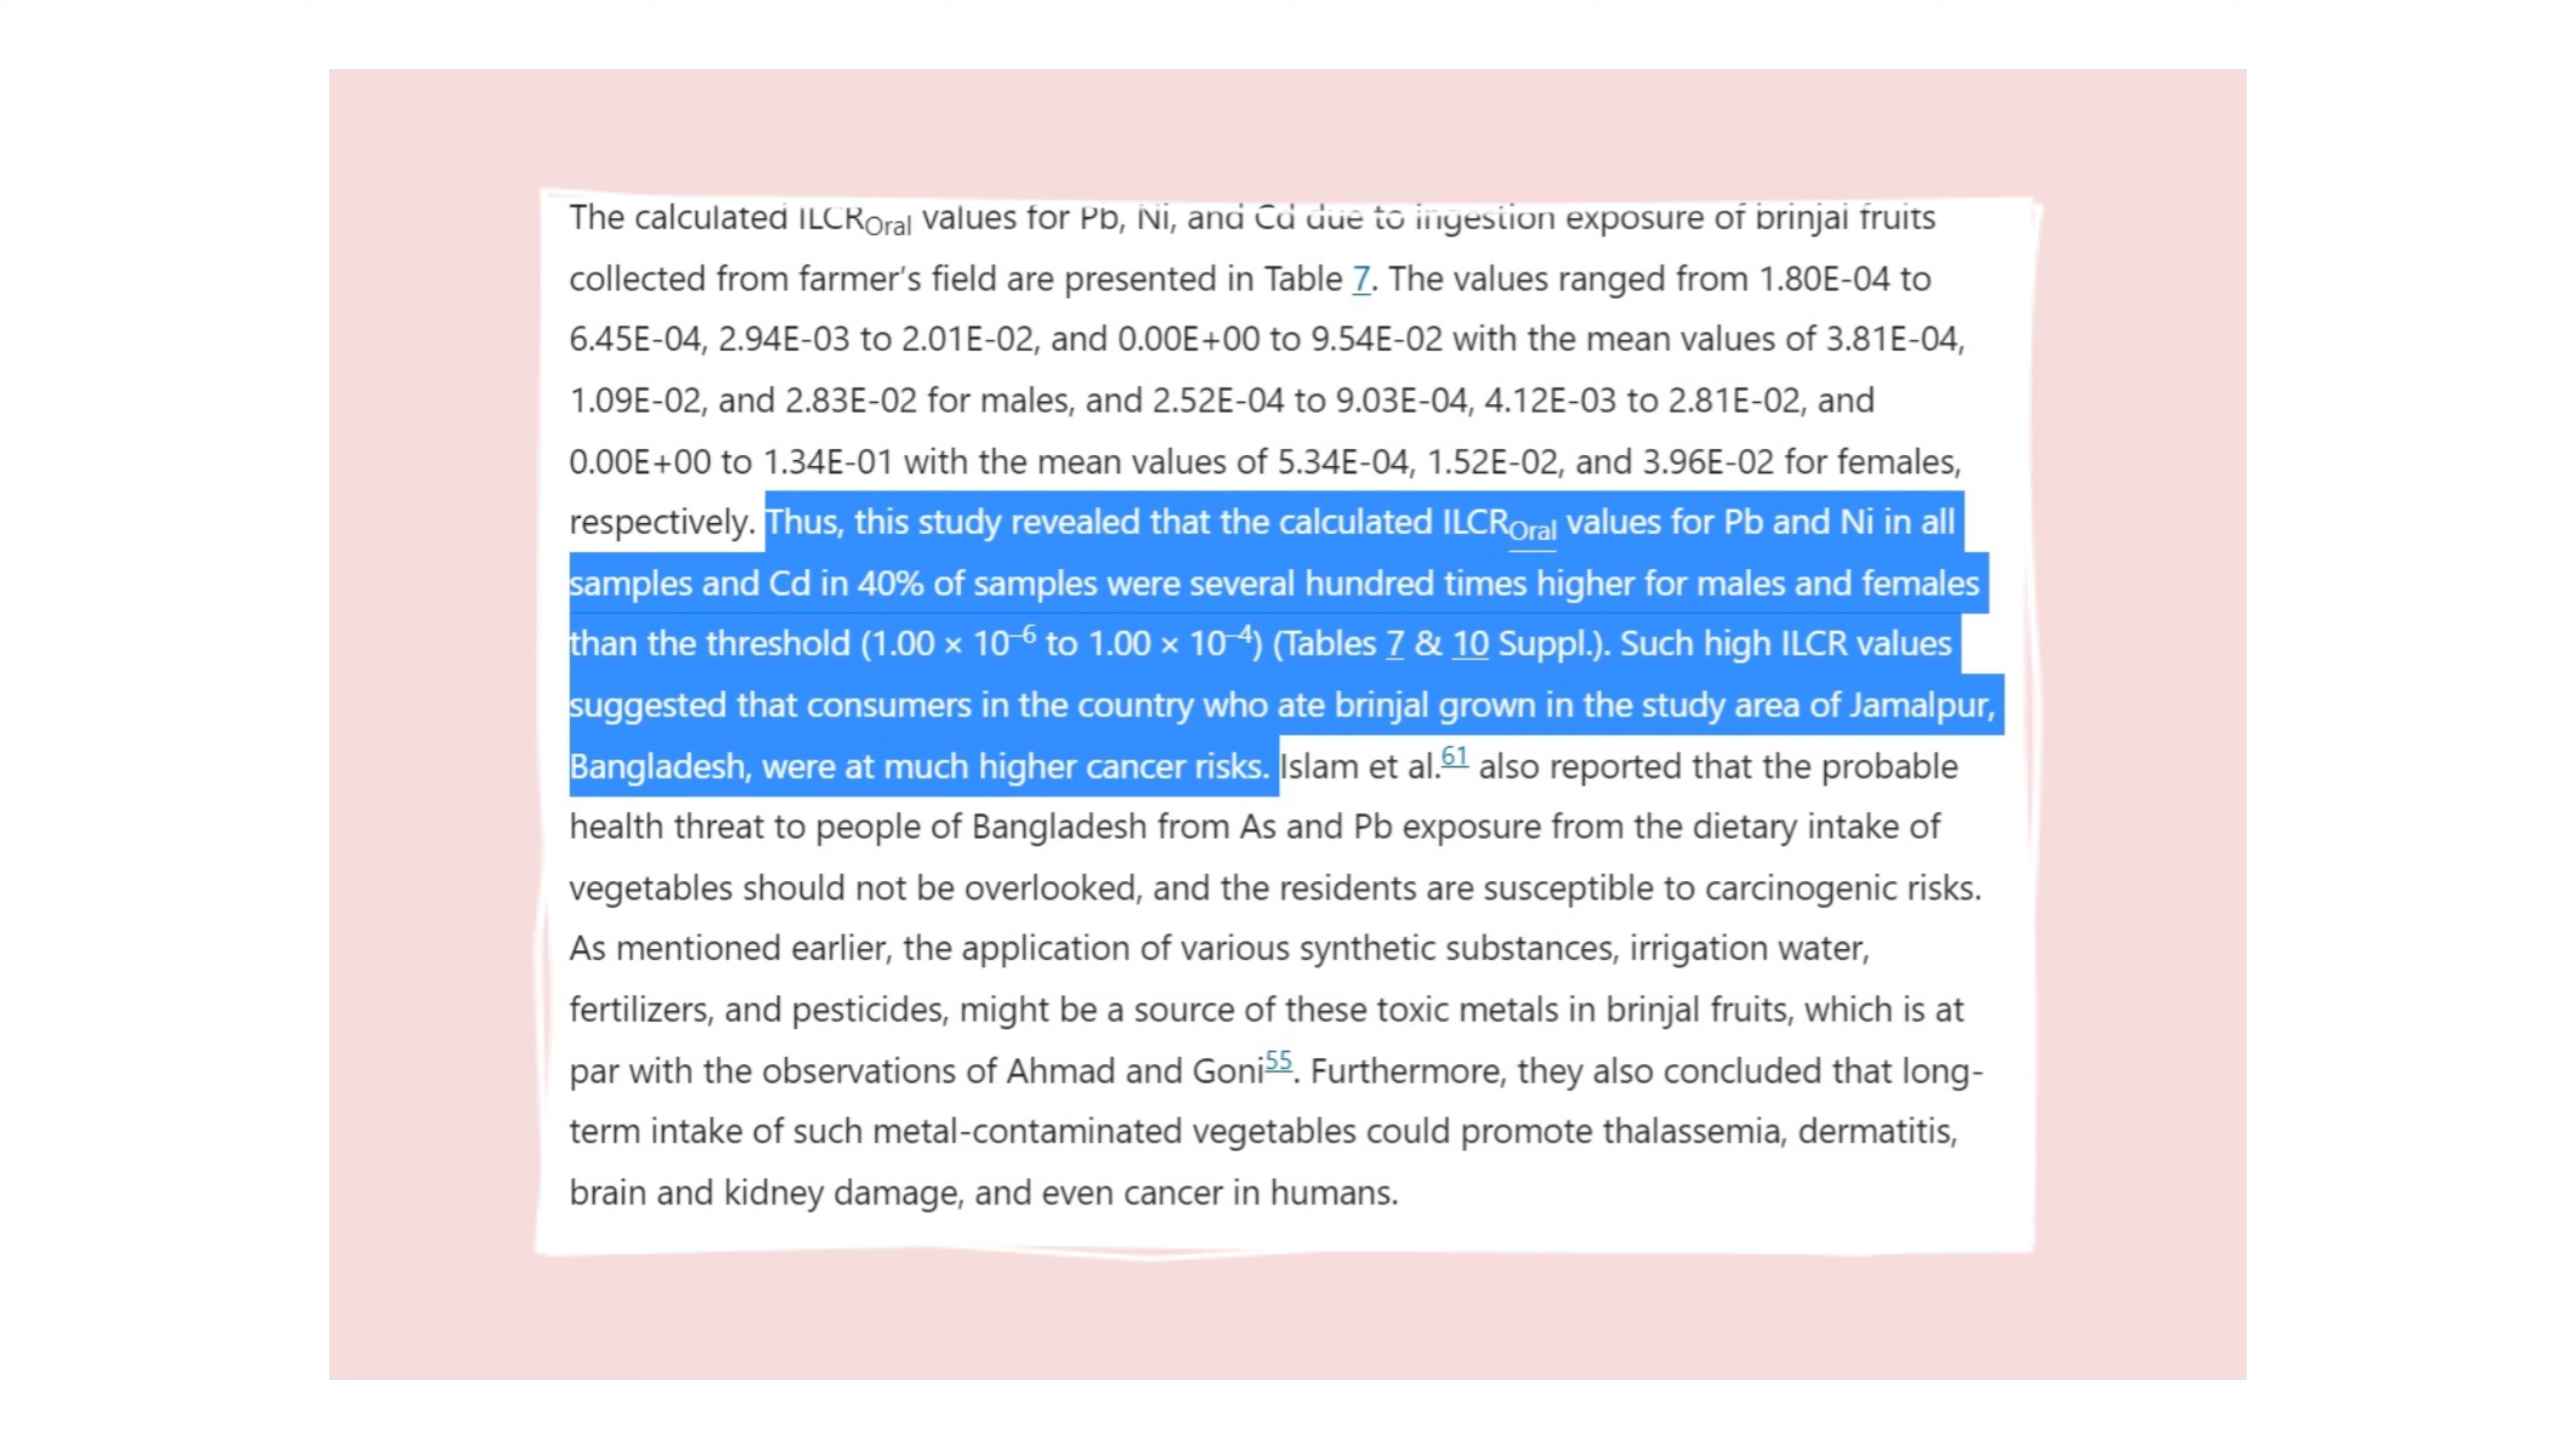 The calculated ILCROral values for Pb, Ni, and Cd due to ingestion exposure of brinjal fruits
collected from farmer’s field are presented in Table 7. The values ranged from 1.80E-04 to
6.45E-04, 2.94E-03 to 2.01E-02, and 0.00E+00 to 9.54E-02 with the mean values of 3.81E-04,
1.09E-02, and 2.83E-02 for males, and 2.52E-04 to 9.03E-04, 4.12E-03 to 2.81E-02, and
0.00E+00 to 1.34E-01 with the mean values of 5.34E-04, 1.52E-02, and 3.96E-02 for females,
respectively. Thus, this study revealed that the calculated ILCROral values for Pb and Ni in all
samples and Cd in 40% of samples were several hundred times higher for males and females
than the threshold (1.00 × 10–6 to 1.00 × 10–4) (Tables 7 & 10 Suppl.). Such high ILCR values
suggested that consumers in the country who ate brinjal grown in the study area of Jamalpur,
Bangladesh, were at much higher cancer risks. Islam et al.61 also reported that the probable
health threat to people of Bangladesh from As and Pb exposure from the dietary intake of
vegetables should not be overlooked, and the residents are susceptible to carcinogenic risks.
As mentioned earlier, the application of various synthetic substances, irrigation water,
fertilizers, and pesticides, might be a source of these toxic metals in brinjal fruits, which is at
par with the observations of Ahmad and Goni55. Furthermore, they also concluded that long-
term intake of such metal-contaminated vegetables could promote thalassemia, dermatitis,
brain and kidney damage, and even cancer in humans.